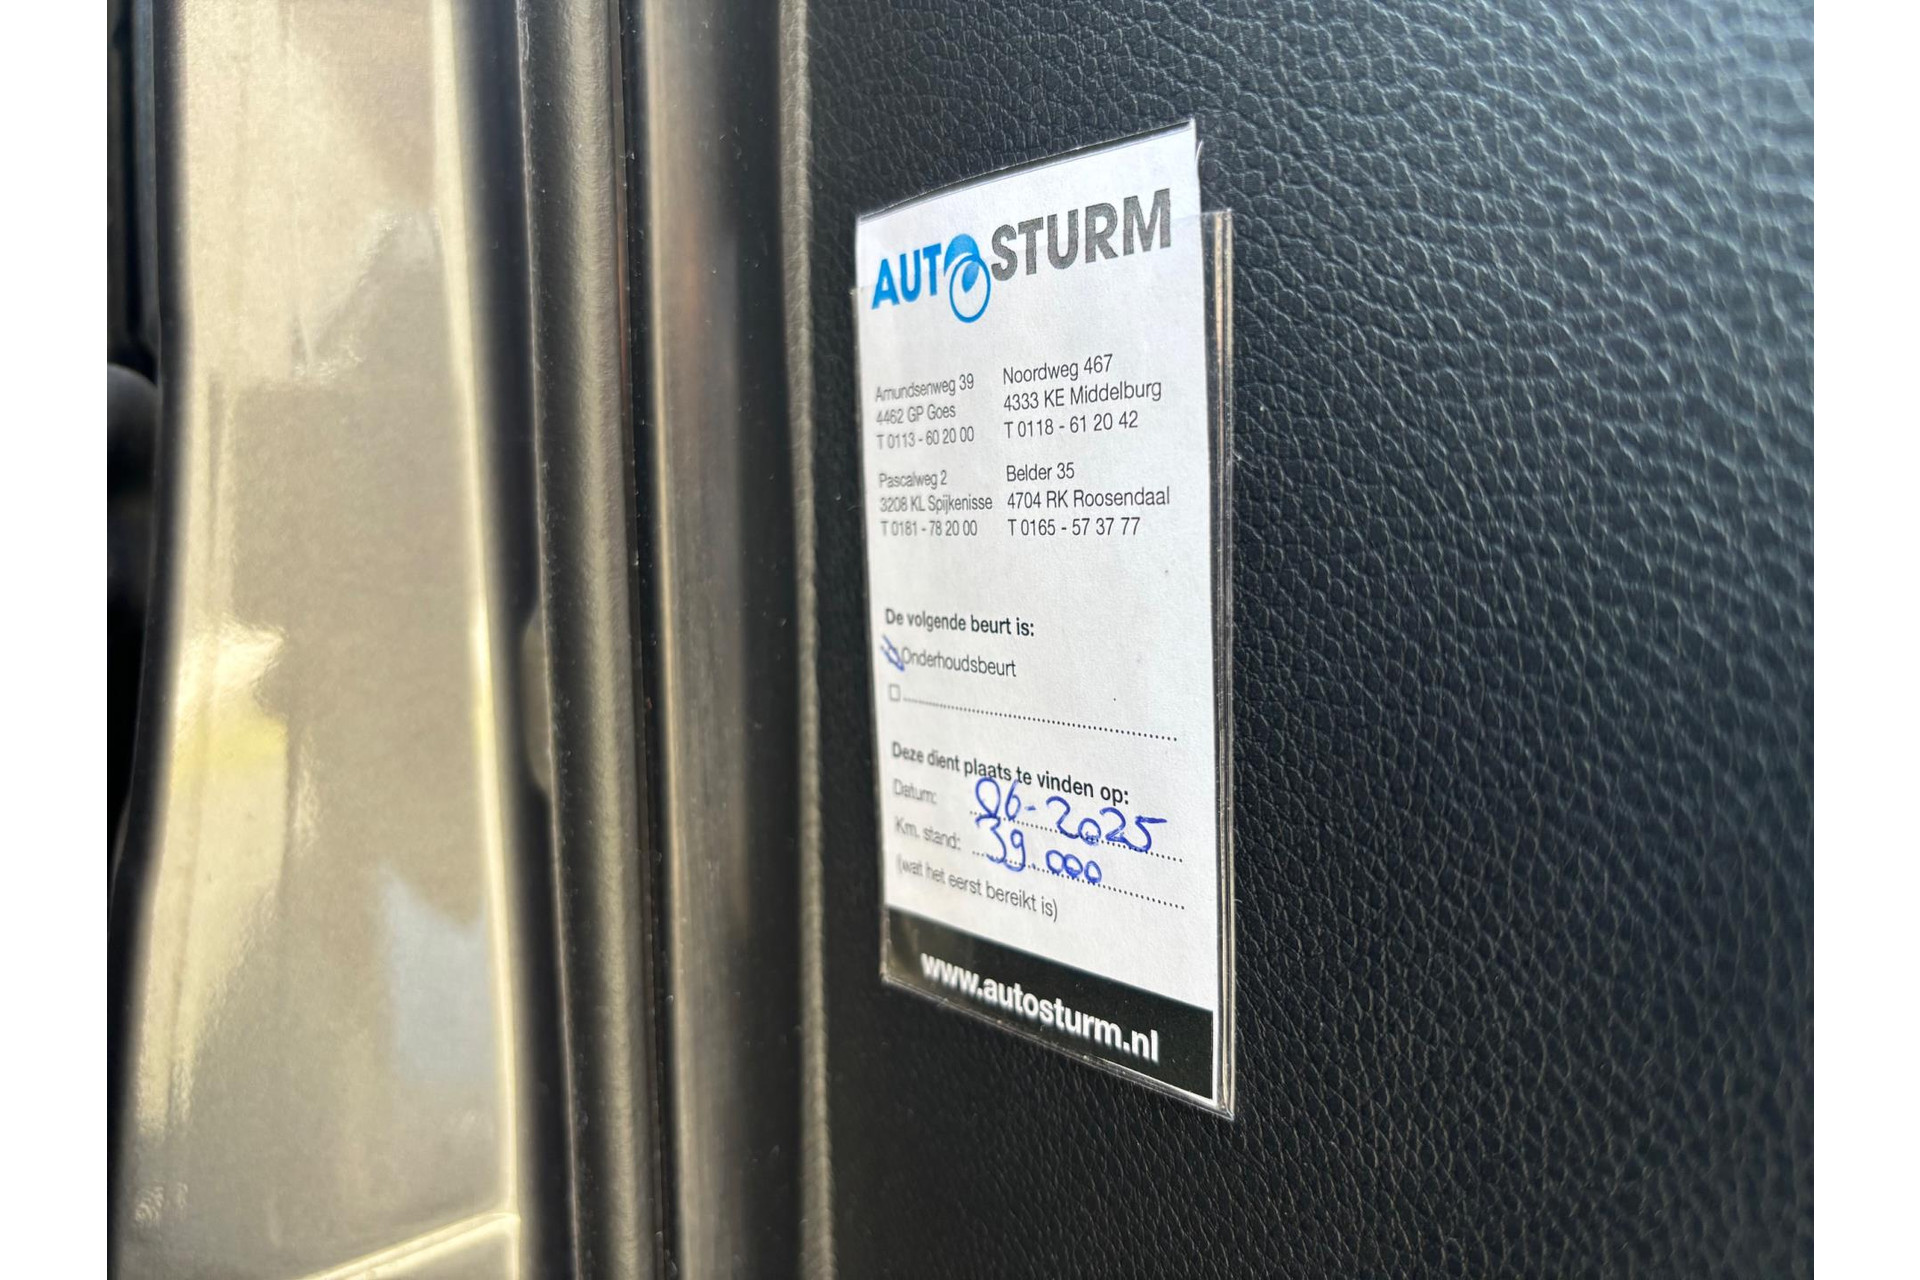 AUTO STURM
Amundsenweg 39
4462 GP Goes
T 0113 - 60 20 00
Noordweg 467
4333 KE Middelburg
T 0118 - 61 20 42
Pascalweg 2
3208 KL Spijkenisse
T 0181 - 78 20 00
Belder 35
4704 RK Roosendaal
T 0165 - 57 37 77
De volgende beurt is:
Onderhoudsbeurt
Deze dient plaats te vinden op:
Datum: 06-2025
Km. stand: 39.000
(wat het eerst bereikt is)
www.autosturm.nl